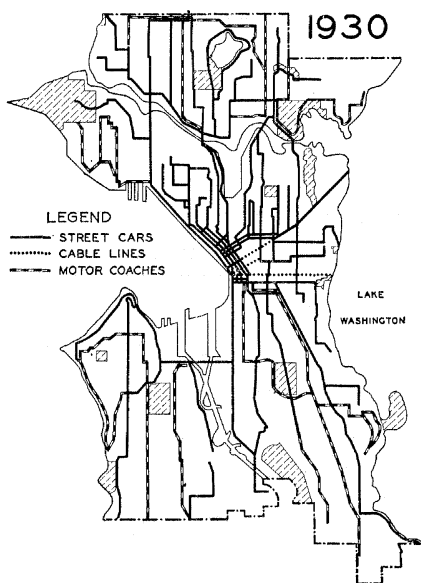 1930
LEGEND
STREET CARS
CABLE LINES
MOTOR COACHES
LAKE
WASHINGTON